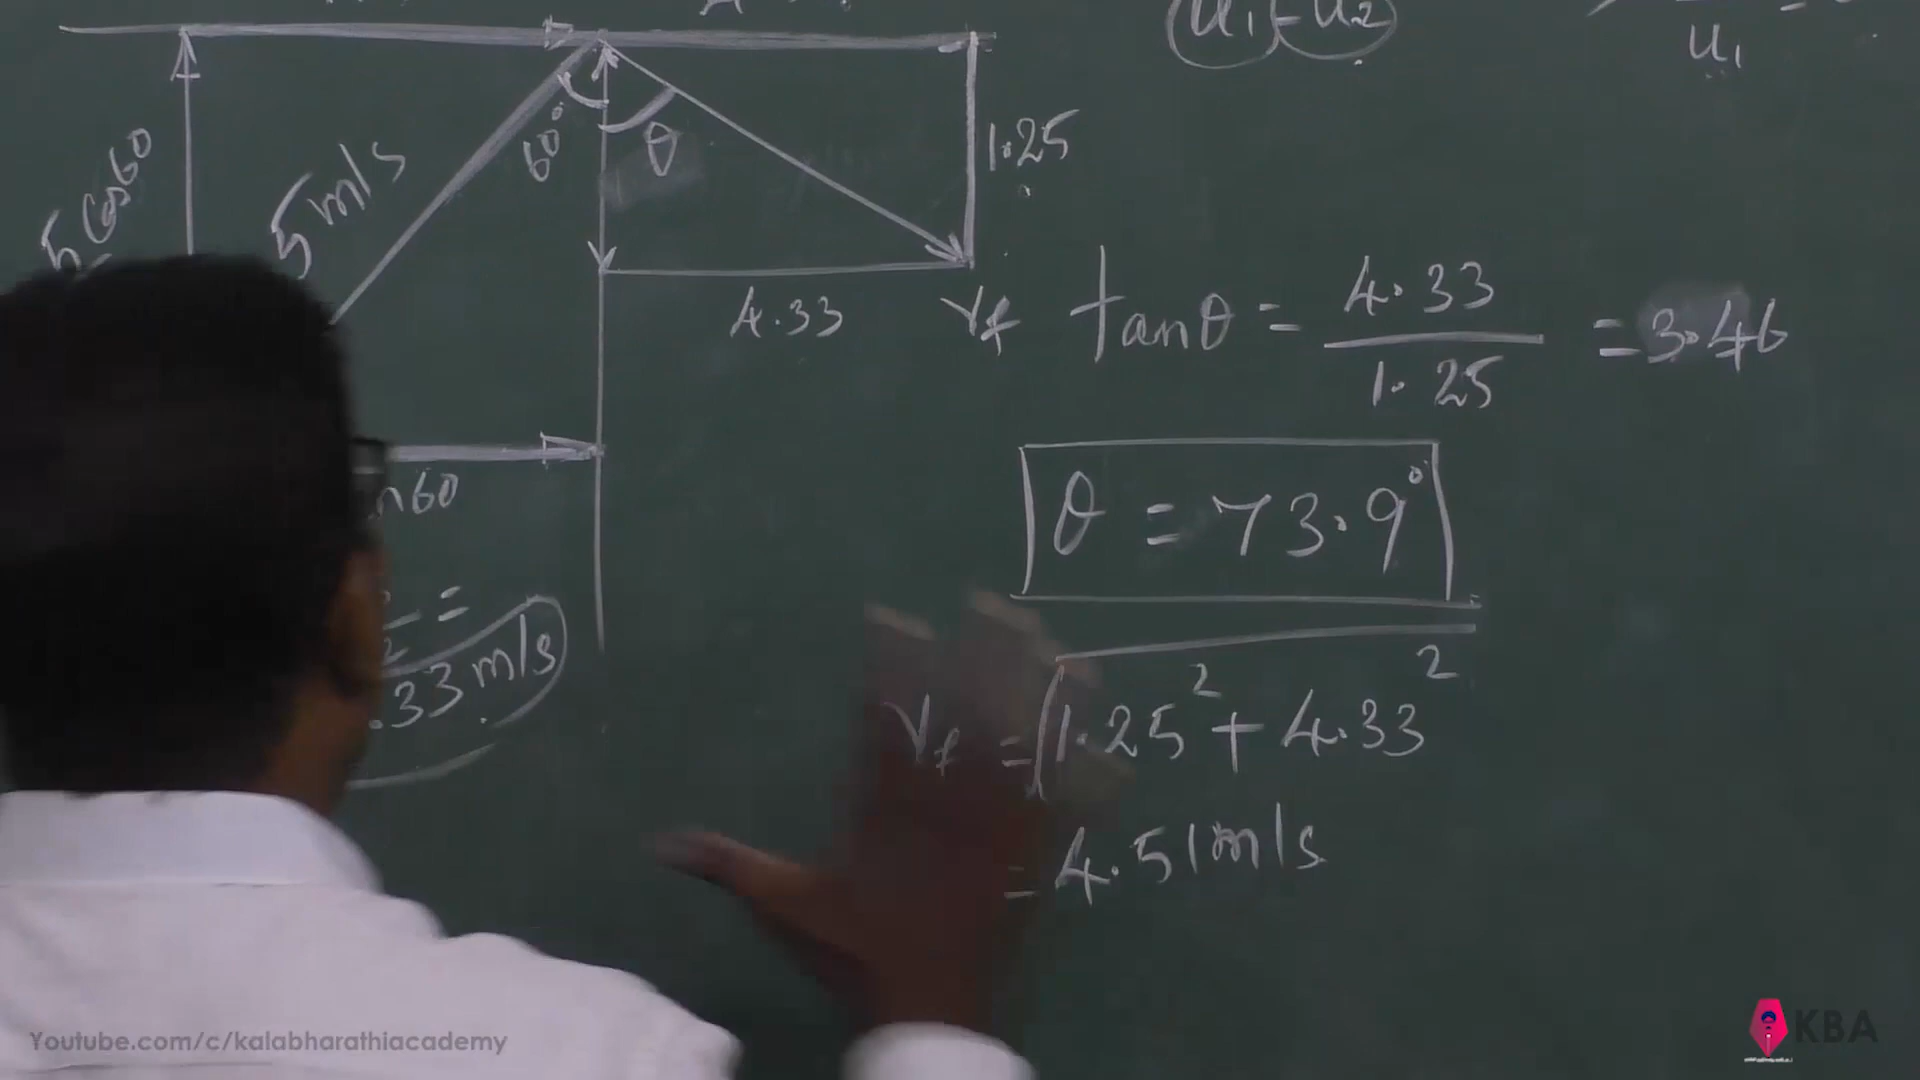 u₁ - u₂
u₁
5 cos60
5 m/s
60°
θ
1.25
4.33
Vf
tanθ = 4.33 / 1.25 = 3.46
n60
θ = 73.9°
=
.33 m/s
Vf = √1.25² + 4.33²
= 4.51 m/s
Youtube.com/c/kalabharathiacademy
KBA